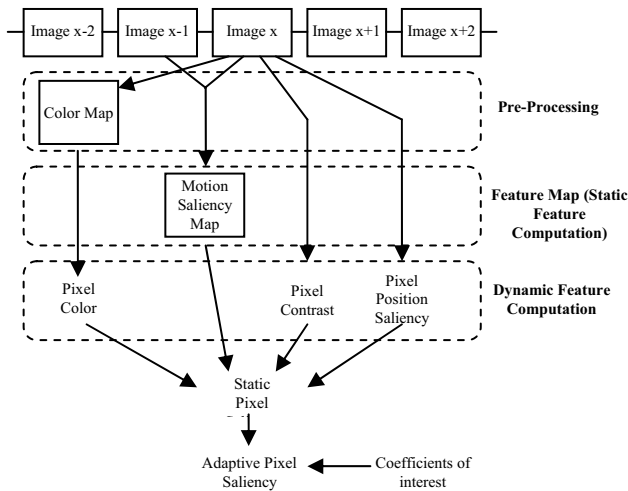 Image x-2
Image x-1
Image x
Image x+1
Image x+2
Color Map
Pre-Processing
Motion
Saliency
Map
Feature Map (Static
Feature
Computation)
Pixel
Color
Pixel
Contrast
Pixel
Position
Saliency
Dynamic Feature
Computation
Static
Pixel
Adaptive Pixel
Saliency
Coefficients of
interest